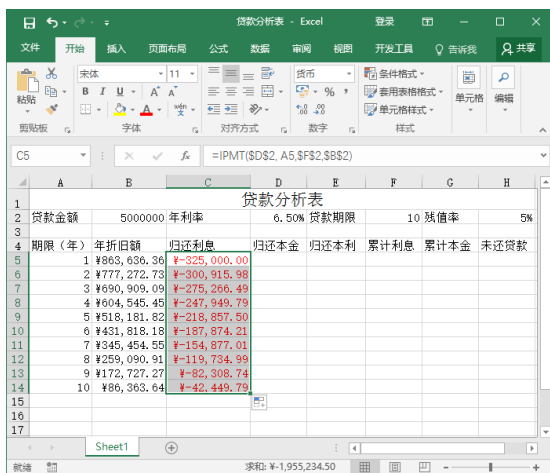 贷款分析表 - Excel 登录
文件 开始 插入 页面布局 公式 数据 审阅 视图 开发工具 告诉我 共享
宋体 11 货币 条件格式
粘贴 B I U A A % , 套用表格格式 单元格 编辑
A wén 文 .00 单元格样式
剪贴板 字体 对齐方式 数字 样式
C5 fx =IPMT($D$2, A5,$F$2,$B$2)
A B C D E F G H
1 贷款分析表
2 贷款金额 5000000 年利率 6.50% 贷款期限 10 残值率 5%
3
4 期限（年） 年折旧额 归还利息 归还本金 归还本利 累计利息 累计本金 未还贷款
5 1 ¥863,636.36 ¥-325,000.00
6 2 ¥777,272.73 ¥-300,915.98
7 3 ¥690,909.09 ¥-275,266.49
8 4 ¥604,545.45 ¥-247,949.79
9 5 ¥518,181.82 ¥-218,857.50
10 6 ¥431,818.18 ¥-187,874.21
11 7 ¥345,454.55 ¥-154,877.01
12 8 ¥259,090.91 ¥-119,734.99
13 9 ¥172,727.27 ¥-82,308.74
14 10 ¥86,363.64 ¥-42,449.79
15
16
17
Sheet1
就绪 求和: ¥-1,955,234.50